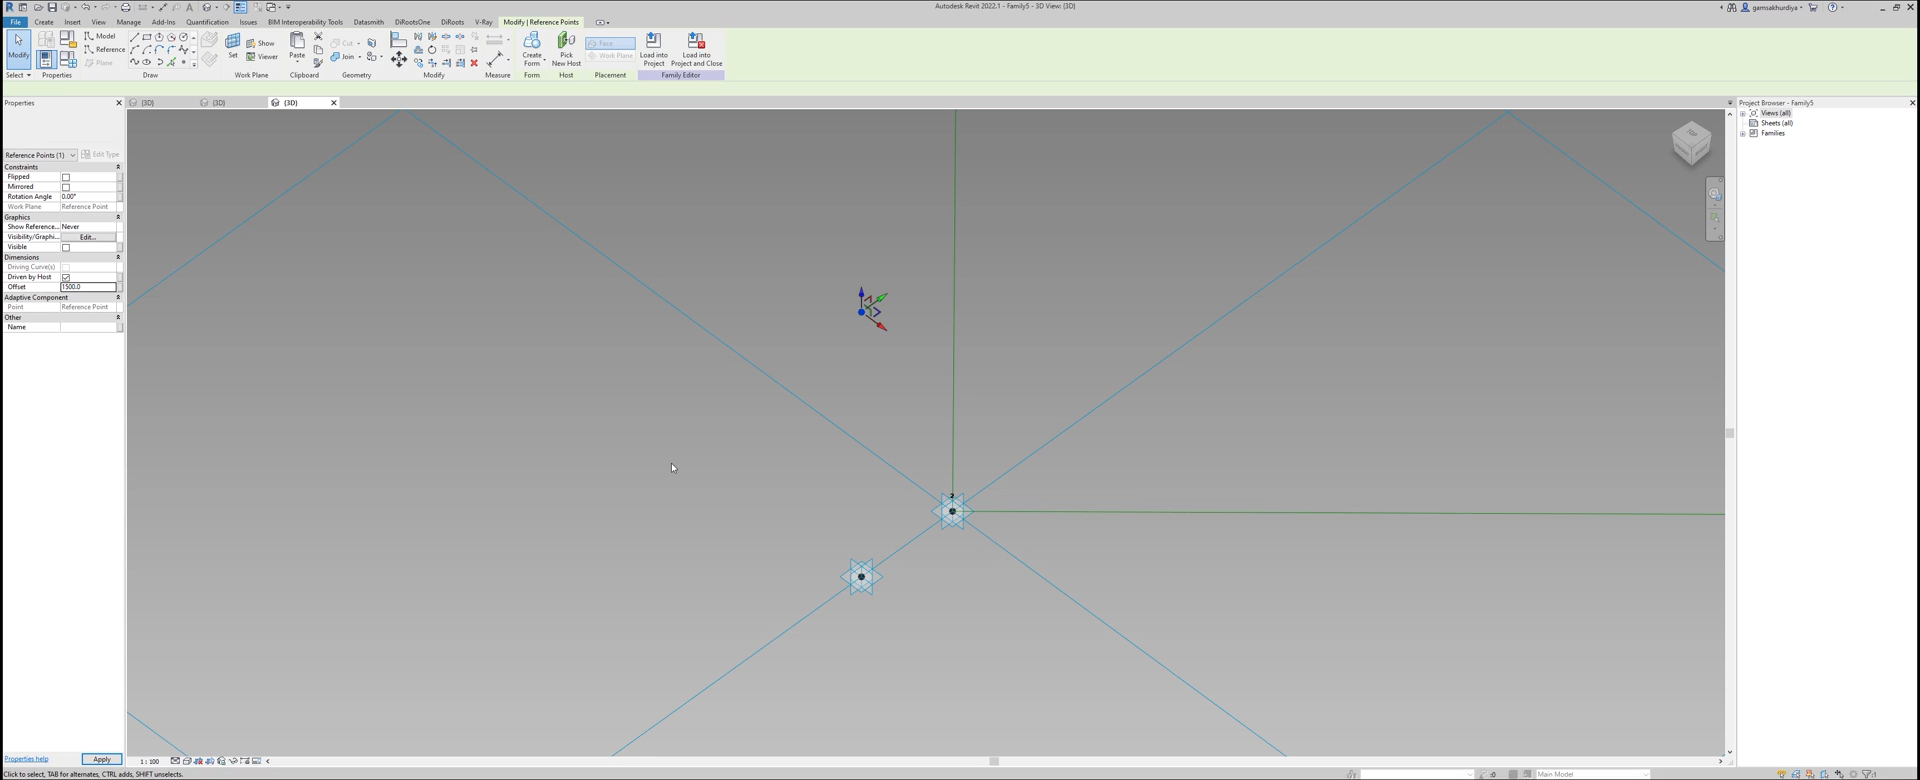 Autodesk Revit 2022.1 - Family5 - 3D View: {3D}
gamsakhurdiya
File Create Insert View Manage Add-Ins Quantification Issues BIM Interoperability Tools Datasmith DiRootsOne DiRoots V-Ray Modify | Reference Points
Modify
Model
Reference
Plane
Set
Show
Viewer
Paste
Cut
Join
Create Form
Pick New Host
Face
Work Plane
Load into Project
Load into Project and Close
Select Properties Draw Work Plane Clipboard Geometry Modify Measure Form Host Placement Family Editor
Properties
{3D} {3D} {3D}
Project Browser - Family5
Views (all)
Sheets (all)
Families
Reference Points (1) Edit Type
Constraints
Flipped
Mirrored
Rotation Angle 0.00°
Work Plane Reference Point
Graphics
Show Reference... Never
Visibility/Graphi... Edit...
Visible
Dimensions
Driving Curve(s)
Driven by Host
Offset 1500.0
Adaptive Component
Point Reference Point
Other
Name
2
Properties help Apply
1 : 100
Click to select, TAB for alternates, CTRL adds, SHIFT unselects.
:0
Main Model
:1